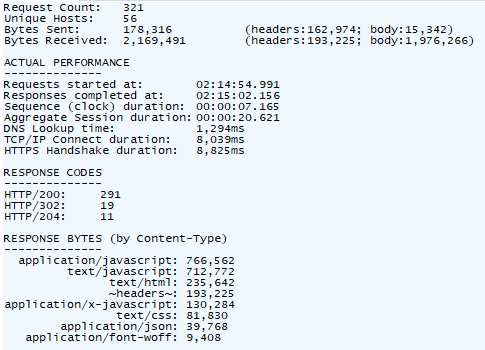 Request Count: 321
Unique Hosts: 56
Bytes Sent: 178,316 (headers:162,974; body:15,342)
Bytes Received: 2,169,491 (headers:193,225; body:1,976,266)
ACTUAL PERFORMANCE
--------------
Requests started at: 02:14:54.991
Responses completed at: 02:15:02.156
Sequence (clock) duration: 00:00:07.165
Aggregate Session duration: 00:00:20.621
DNS Lookup time: 1,294ms
TCP/IP Connect duration: 8,039ms
HTTPS Handshake duration: 8,825ms
RESPONSE CODES
--------------
HTTP/200: 291
HTTP/302: 19
HTTP/204: 11
RESPONSE BYTES (by Content-Type)
--------------
application/javascript: 766,562
text/javascript: 712,772
text/html: 235,642
~headers~: 193,225
application/x-javascript: 130,284
text/css: 81,830
application/json: 39,768
application/font-woff: 9,408